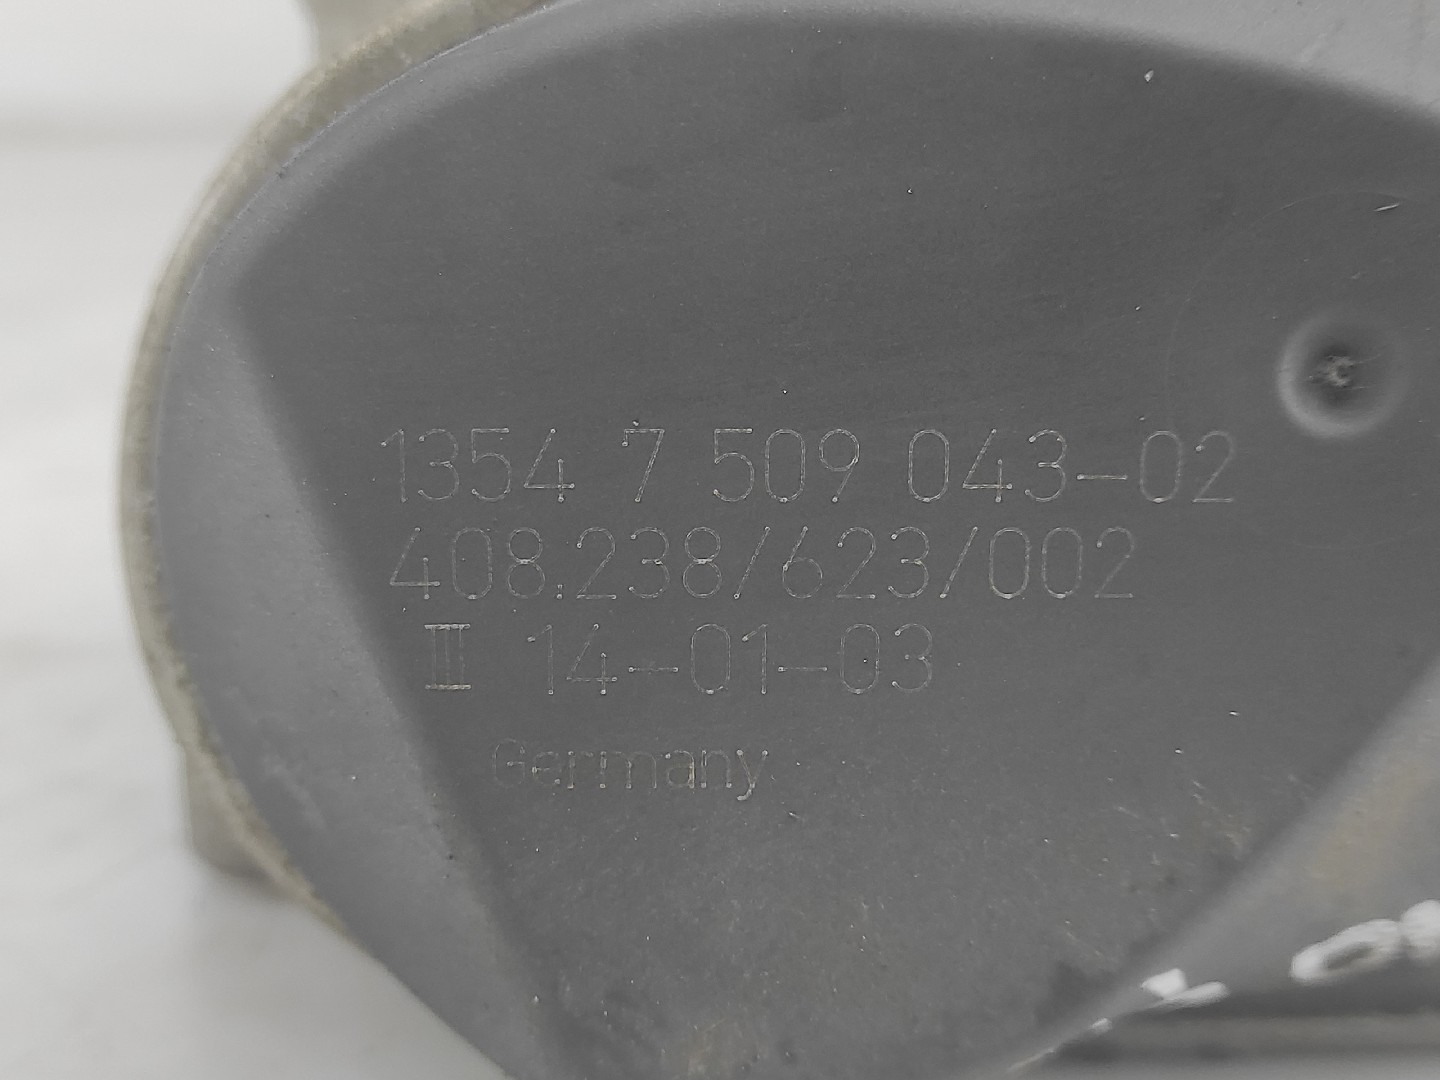 1354 7 509 043-02
408.238/623/002
III 14-01-03
Germany